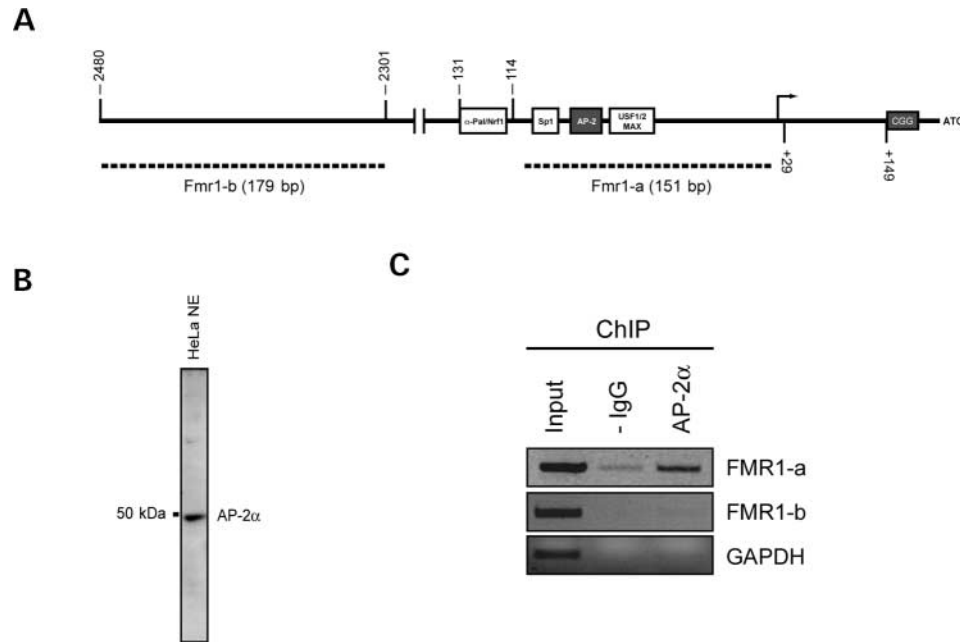 A
– 2480
2301
– 131
– 114
α-Pal/Nrf1
Sp1
AP-2
USF1/2
MAX
CGG
ATG
+29
+149
Fmr1-b (179 bp)
Fmr1-a (151 bp)
B
HeLa NE
50 kDa
AP-2α
C
ChIP
Input
- IgG
AP-2α
FMR1-a
FMR1-b
GAPDH